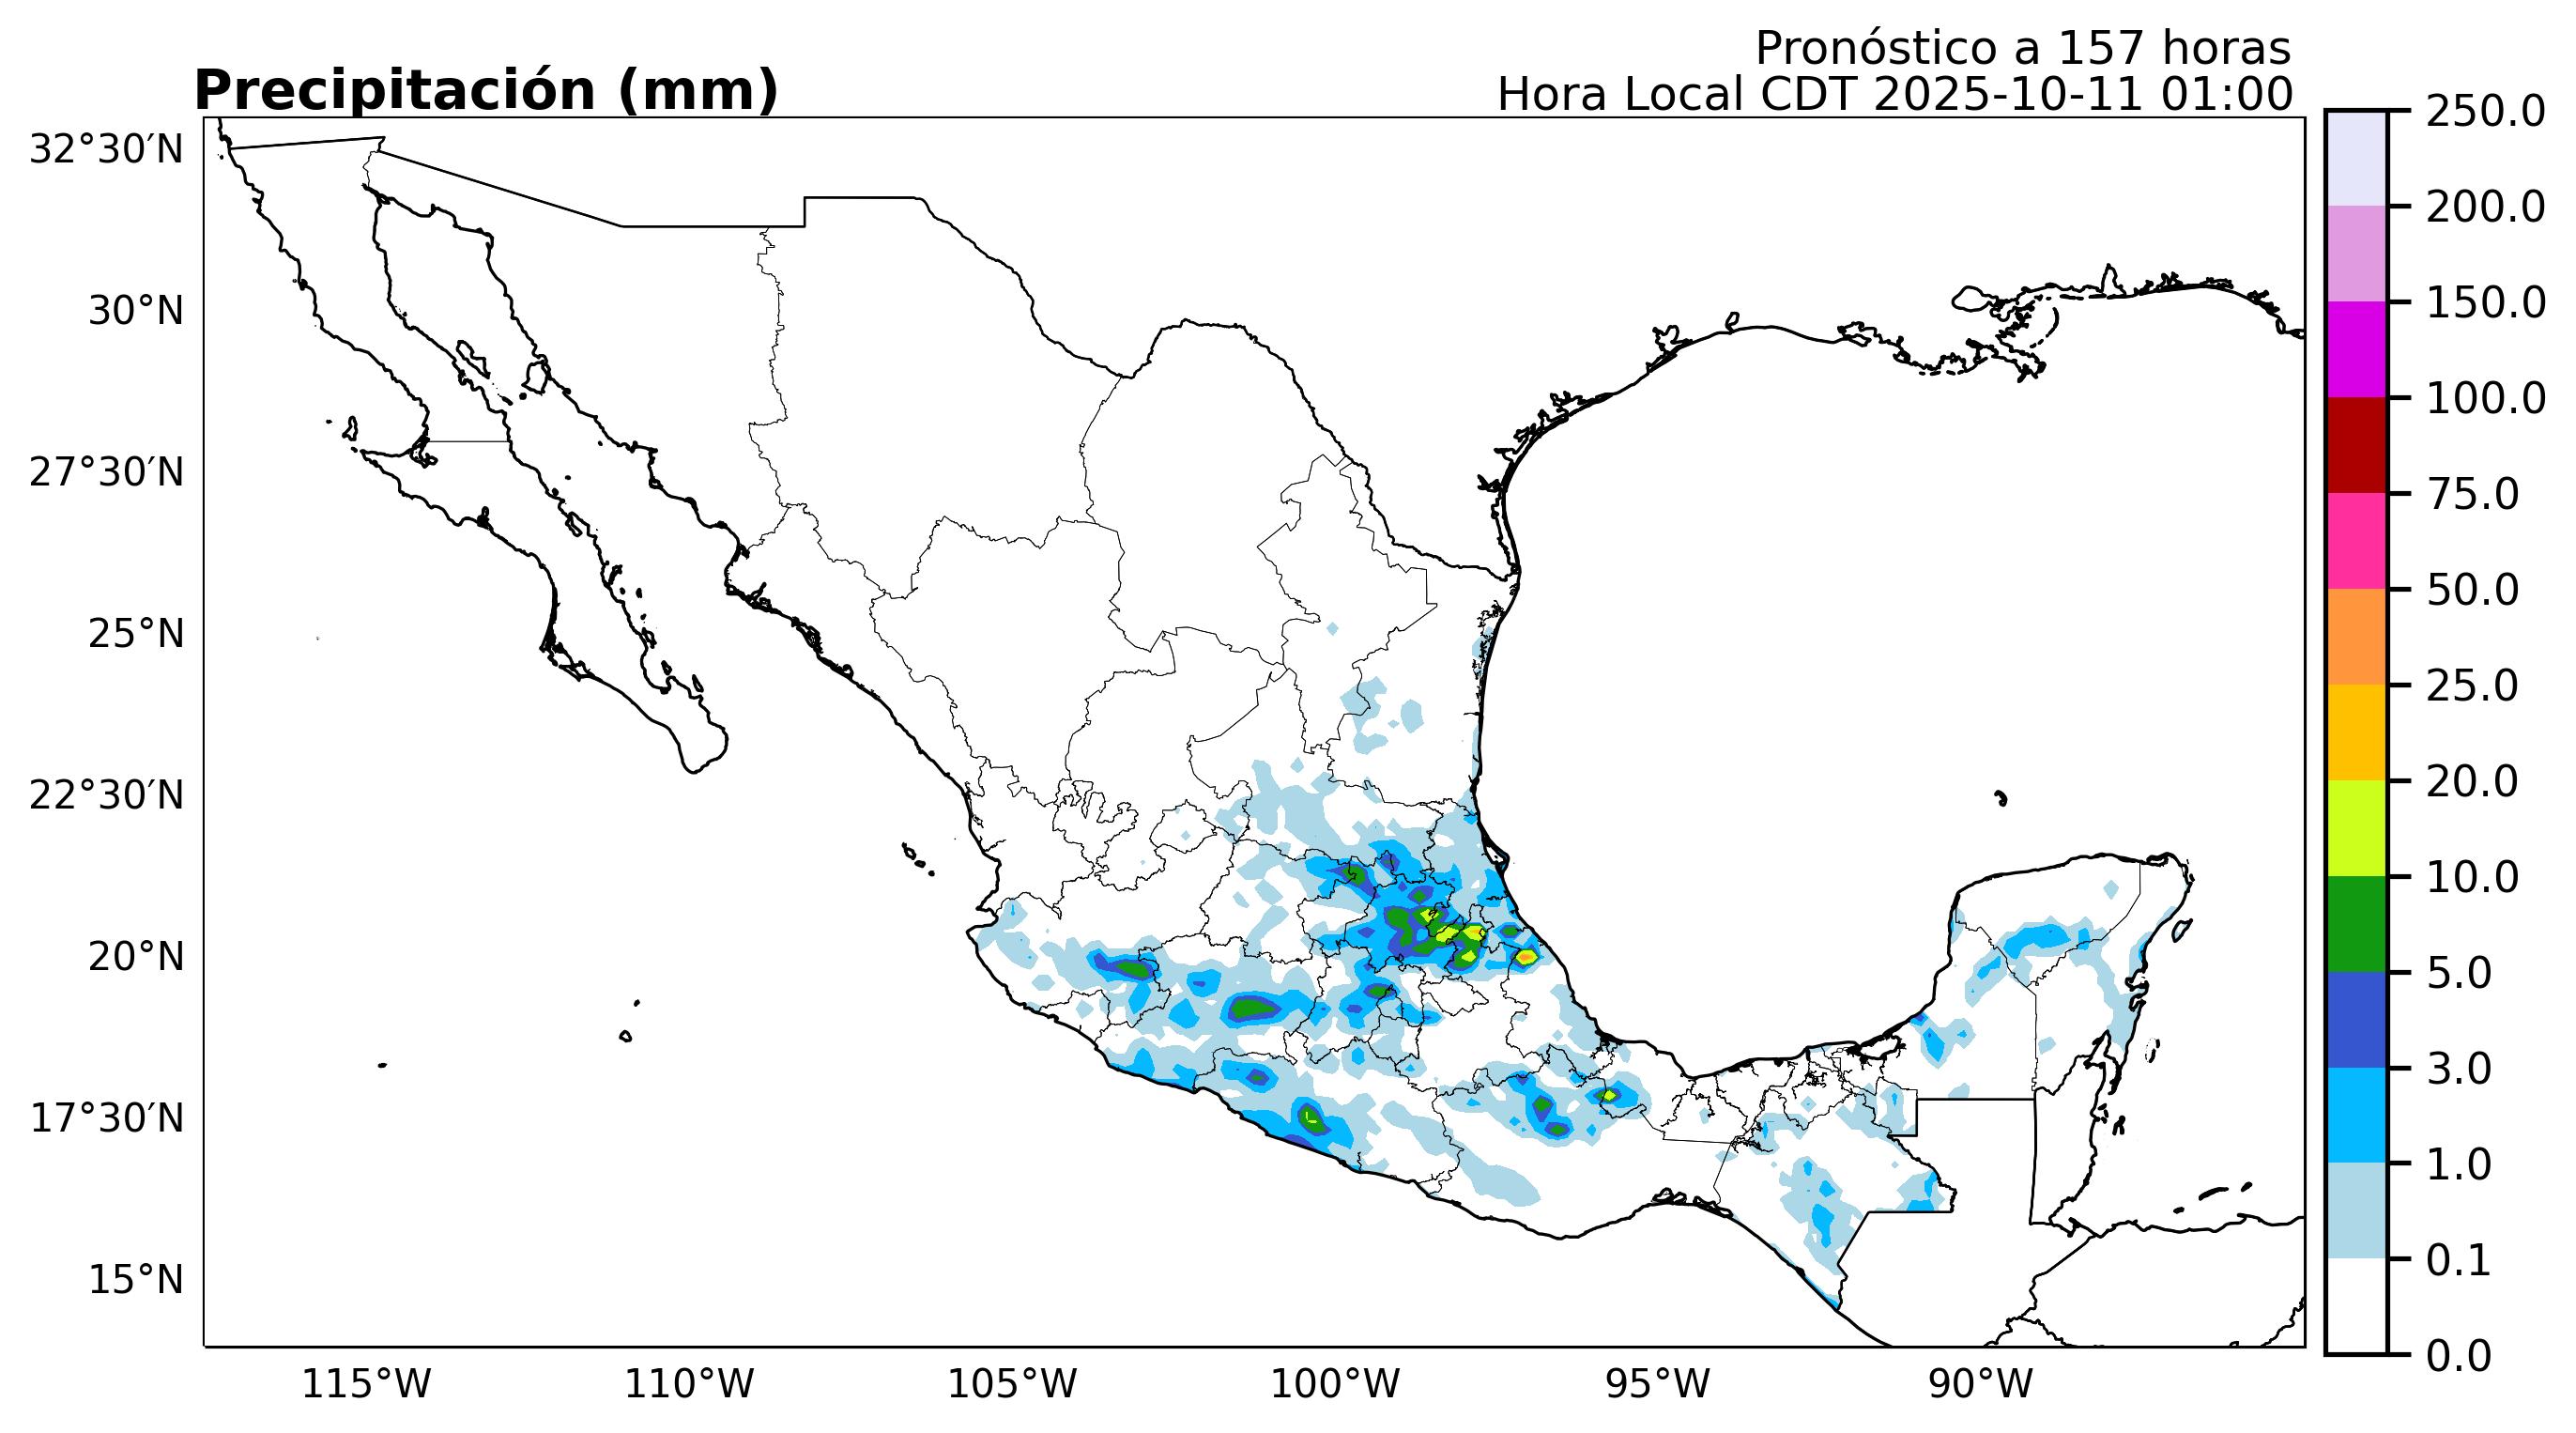 Pronóstico a 157 horas
Precipitación (mm)
Hora Local CDT 2025-10-11 01:00
32°30′N
30°N
27°30′N
25°N
22°30′N
20°N
17°30′N
15°N
115°W
110°W
105°W
100°W
95°W
90°W
250.0
200.0
150.0
100.0
75.0
50.0
25.0
20.0
10.0
5.0
3.0
1.0
0.1
0.0